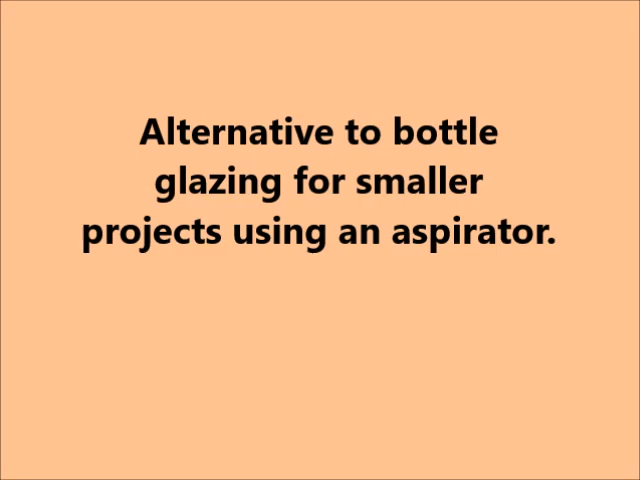 Alternative to bottle
glazing for smaller
projects using an aspirator.